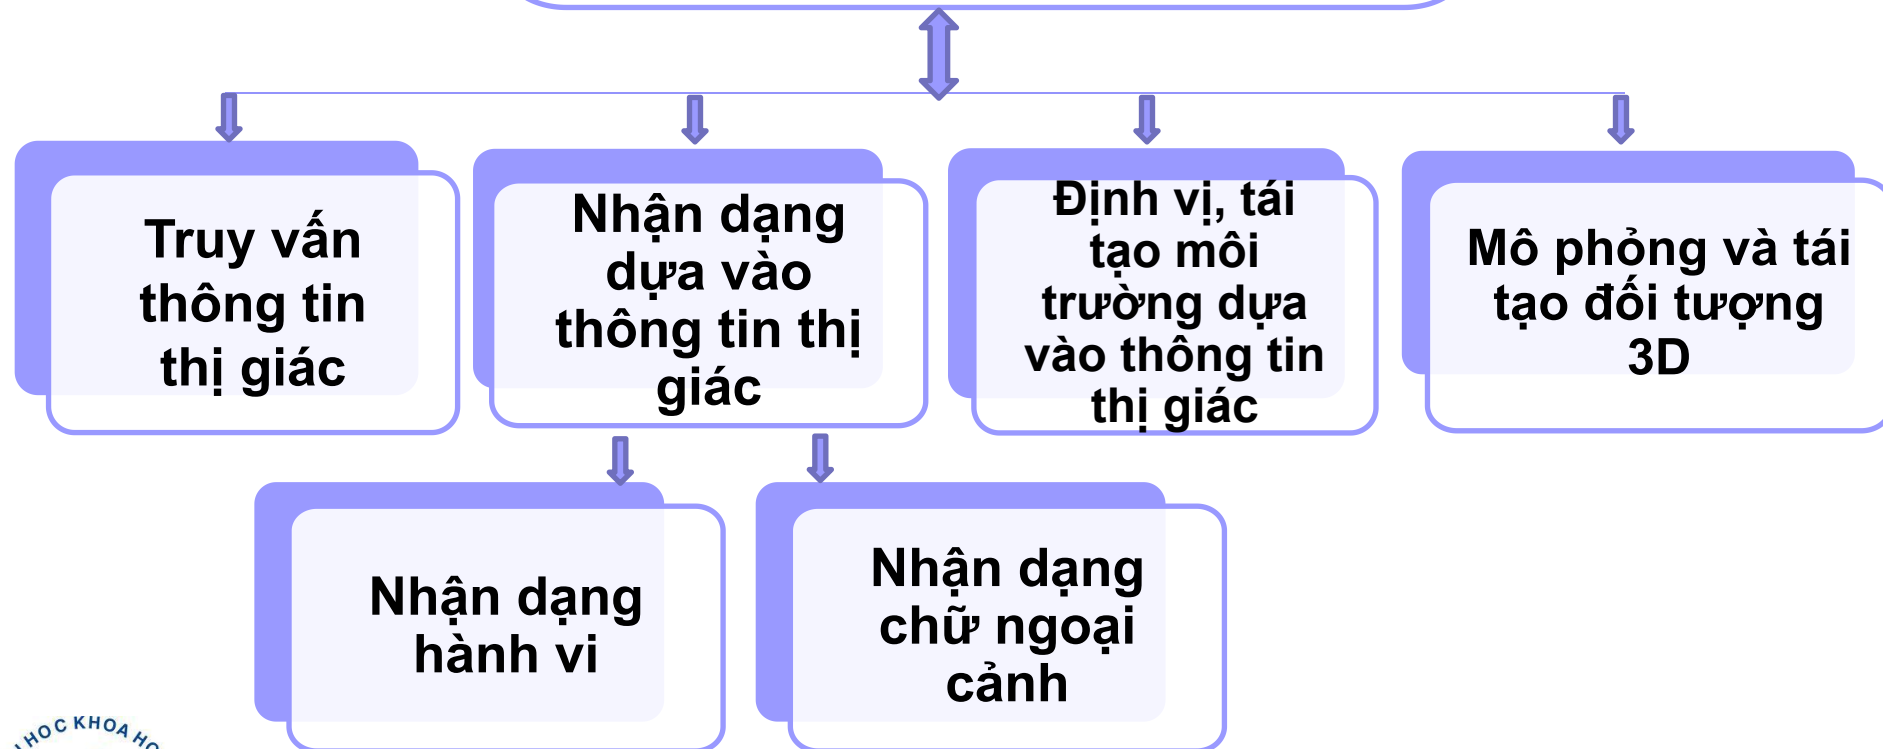 Truy vấn
thông tin
thị giác
Nhận dạng
dựa vào
thông tin thị
giác
Định vị, tái
tạo môi
trường dựa
vào thông tin
thị giác
Mô phỏng và tái
tạo đối tượng
3D
Nhận dạng
hành vi
Nhận dạng
chữ ngoại
cảnh
HOC KHOA HO